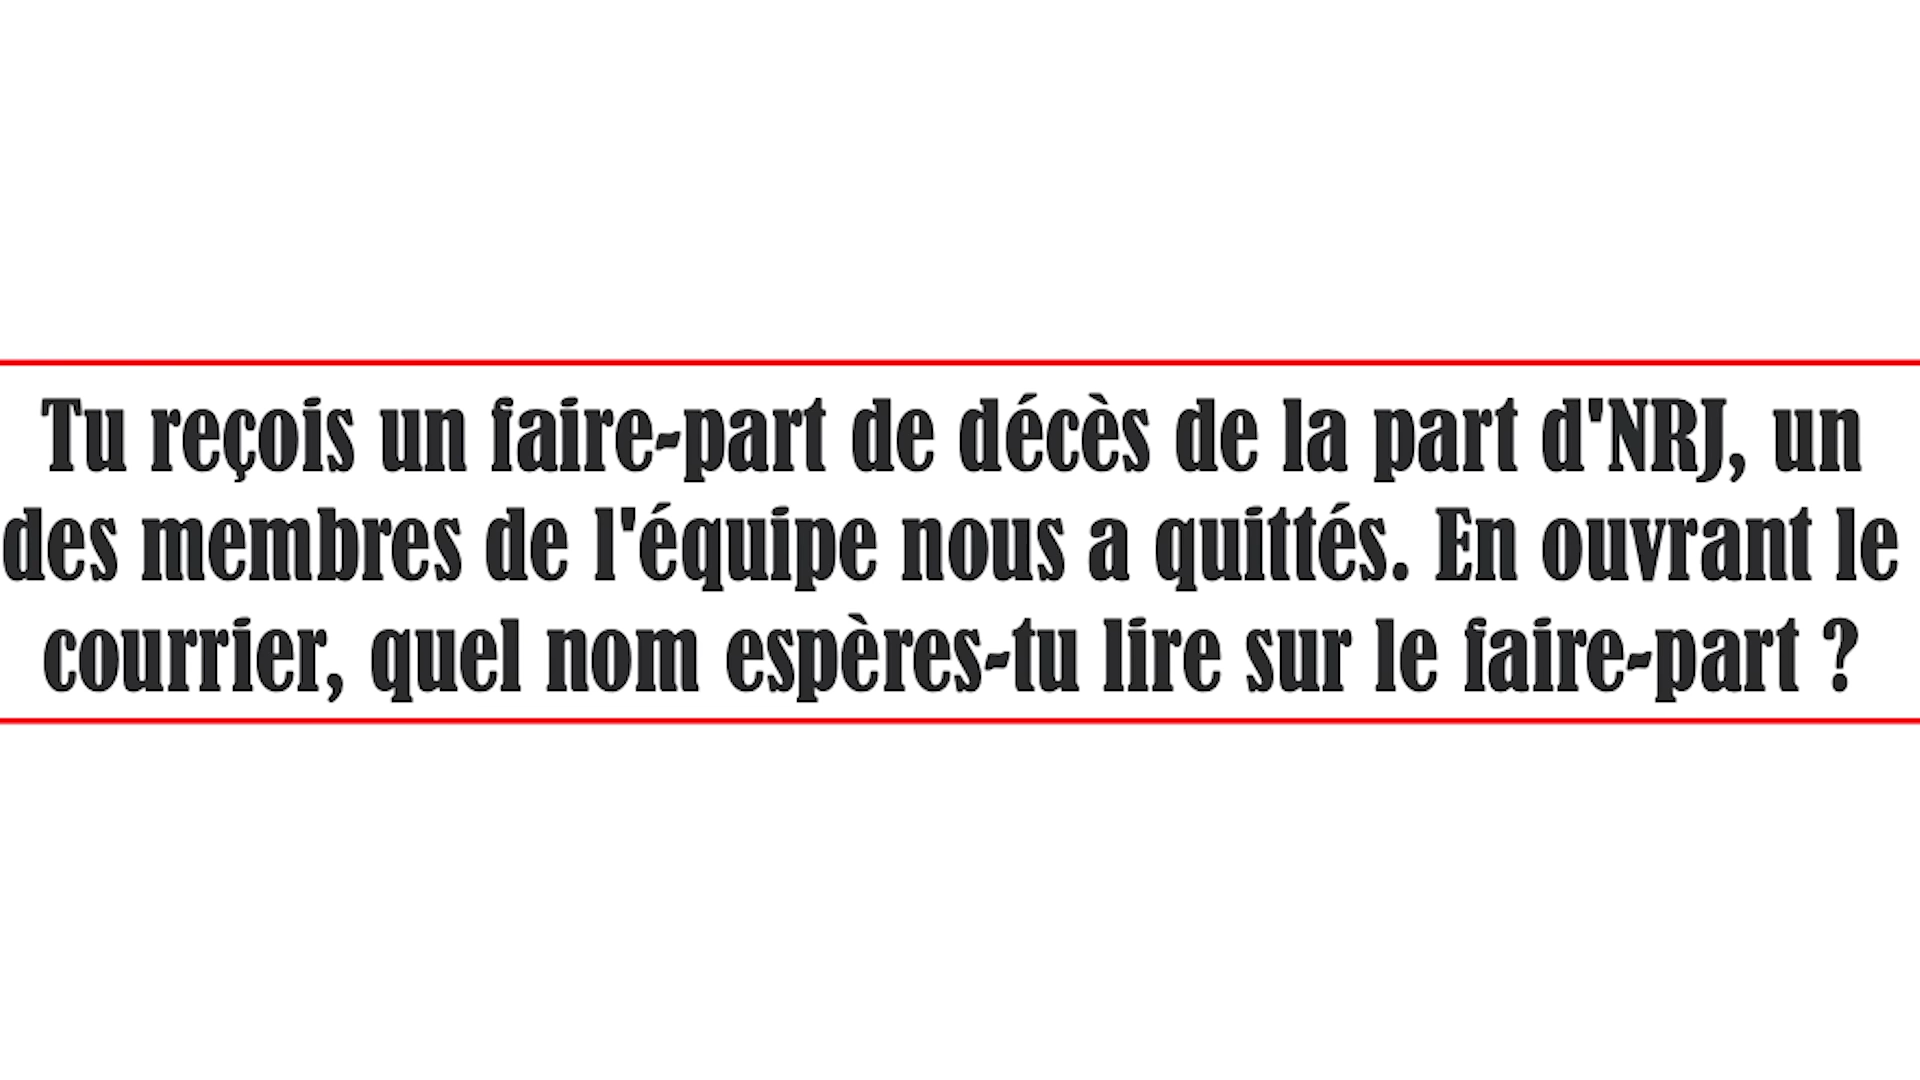 Tu reçois un faire-part de décès de la part d'NRJ, un
des membres de l'équipe nous a quittés. En ouvrant le
courrier, quel nom espères-tu lire sur le faire-part ?